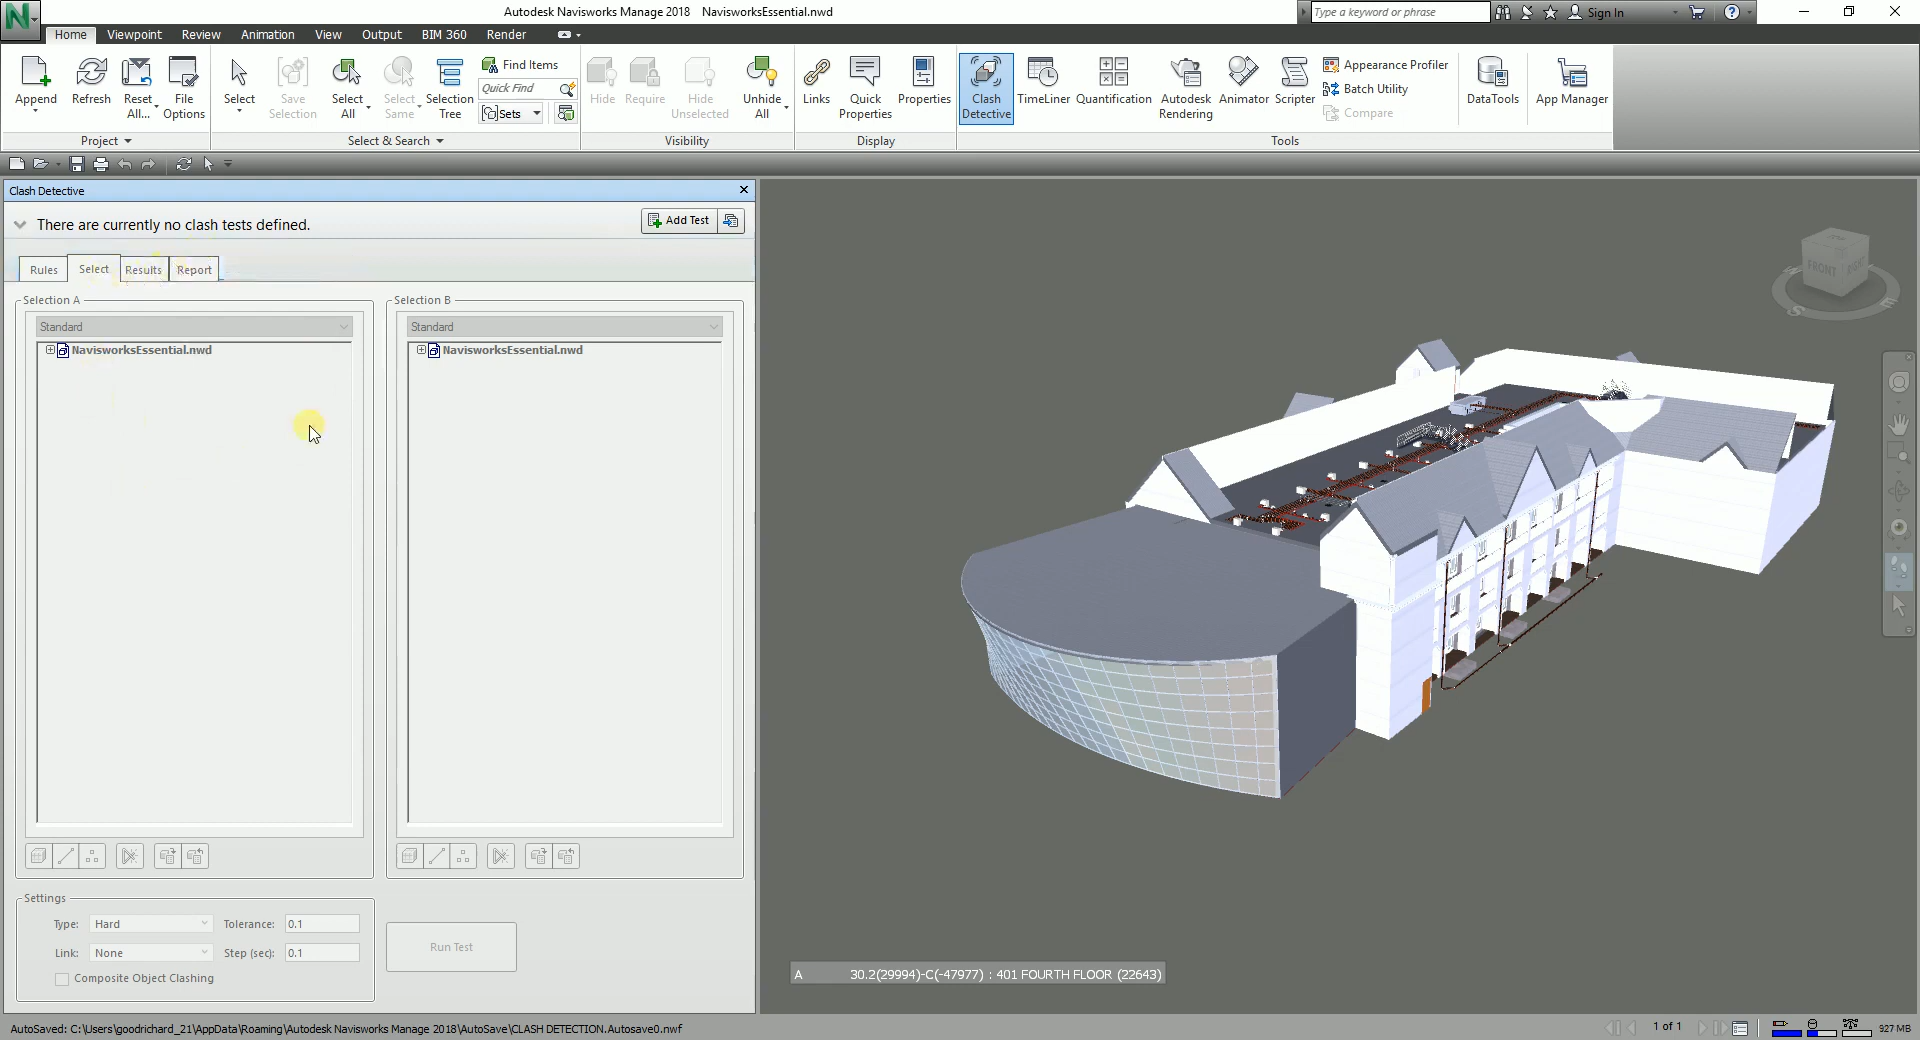 Autodesk Navisworks Manage 2018 NavisworksEssential.nwd
Type a keyword or phrase
Sign In
Home Viewpoint Review Animation View Output BIM 360 Render
Append
Refresh
Reset All...
File Options
Project
Select
Save Selection
Select All
Select Same
Selection Tree
Find Items
Quick Find
Sets
Select & Search
Hide
Require
Hide Unselected
Unhide All
Visibility
Links
Quick Properties
Properties
Display
Clash Detective
TimeLiner
Quantification
Autodesk Rendering
Animator
Scripter
Appearance Profiler
Batch Utility
Compare
Tools
DataTools
App Manager
Clash Detective
There are currently no clash tests defined.
Add Test
Rules Select Results Report
Selection A
Standard
NavisworksEssential.nwd
Selection B
Standard
NavisworksEssential.nwd
Settings
Type: Hard Tolerance: 0.1
Link: None Step (sec): 0.1
Composite Object Clashing
Run Test
FRONT
S
E
A 30.2(29994)-C(-47977) : 401 FOURTH FLOOR (22643)
AutoSaved: C:\Users\goodrichard_21\AppData\Roaming\Autodesk Navisworks Manage 2018\AutoSave\CLASH DETECTION.Autosave0.nwf
1 of 1
927 MB